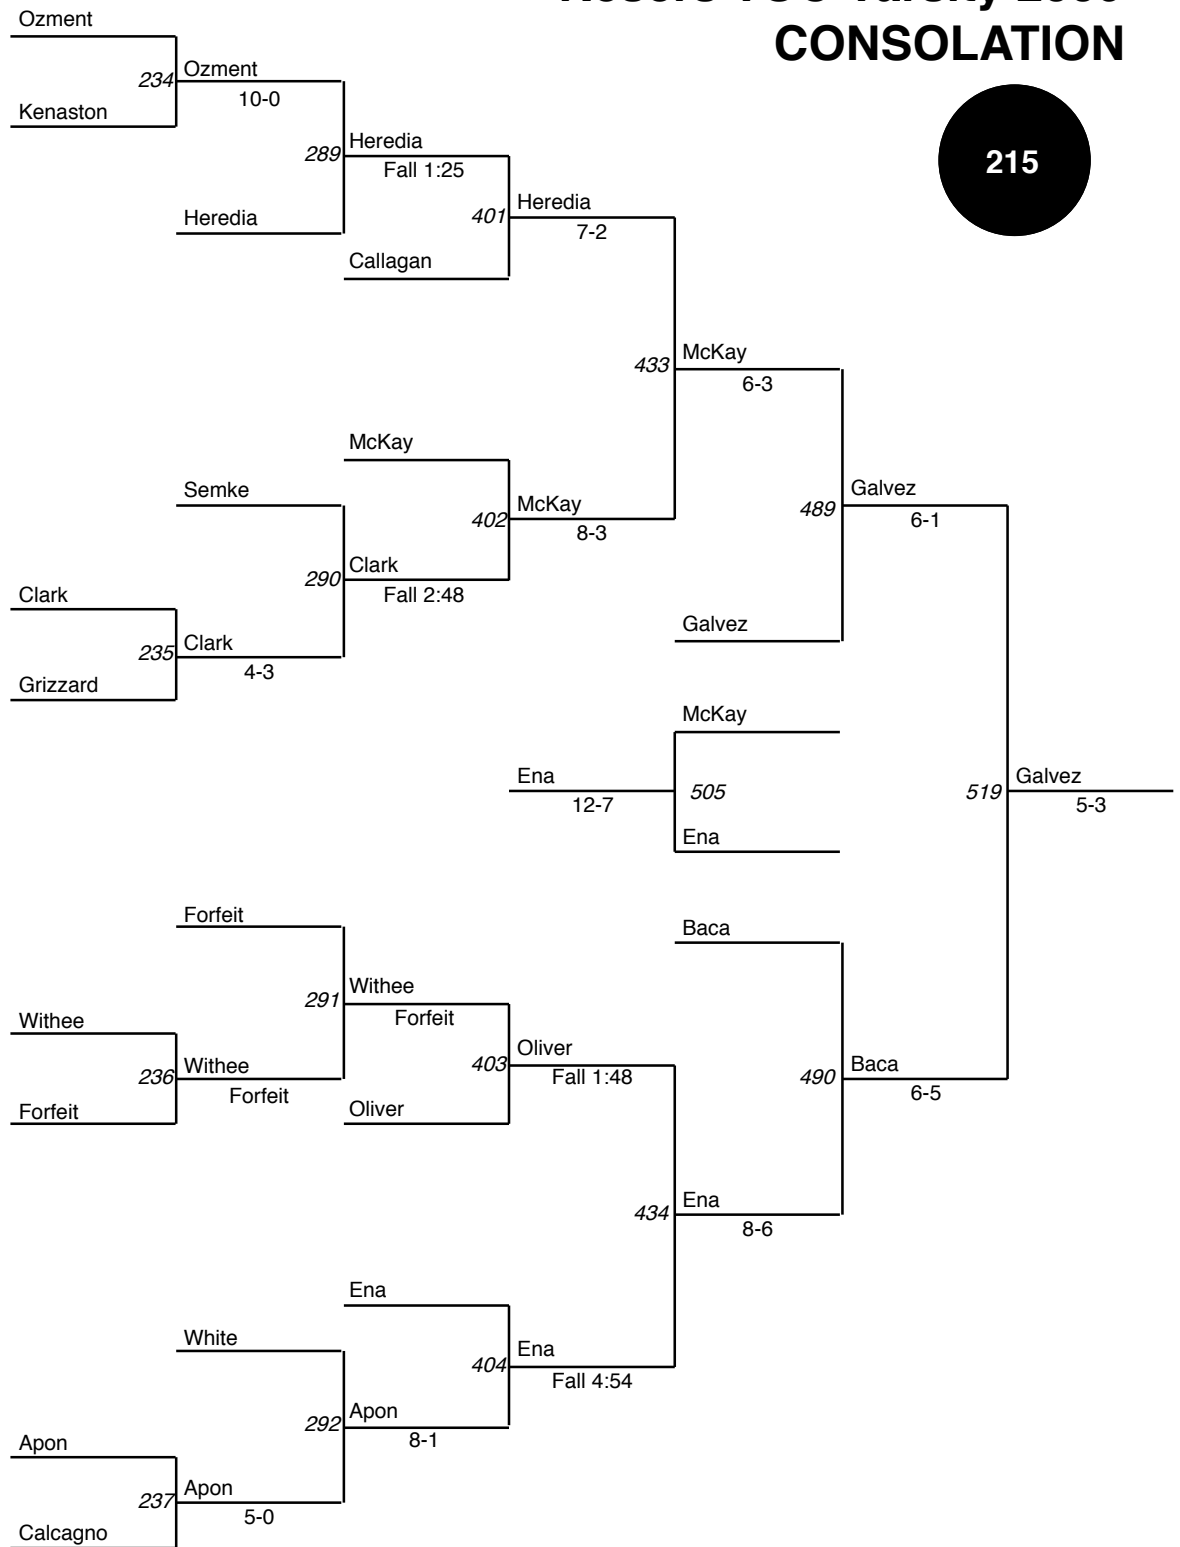 CONSOLATION
215
Ozment
234
Ozment
10-0
Kenaston
289
Heredia
Fall 1:25
Heredia
401
Heredia
7-2
Callagan
433
McKay
6-3
McKay
Semke
402
McKay
8-3
489
Galvez
6-1
290
Clark
Fall 2:48
Clark
235
Clark
4-3
Grizzard
Galvez
McKay
Ena
12-7
505
519
Galvez
5-3
Ena
Forfeit
Baca
291
Withee
Forfeit
Withee
236
Withee
Forfeit
Forfeit
403
Oliver
Fall 1:48
Oliver
490
Baca
6-5
434
Ena
8-6
Ena
White
404
Ena
Fall 4:54
292
Apon
8-1
Apon
237
Apon
5-0
Calcagno